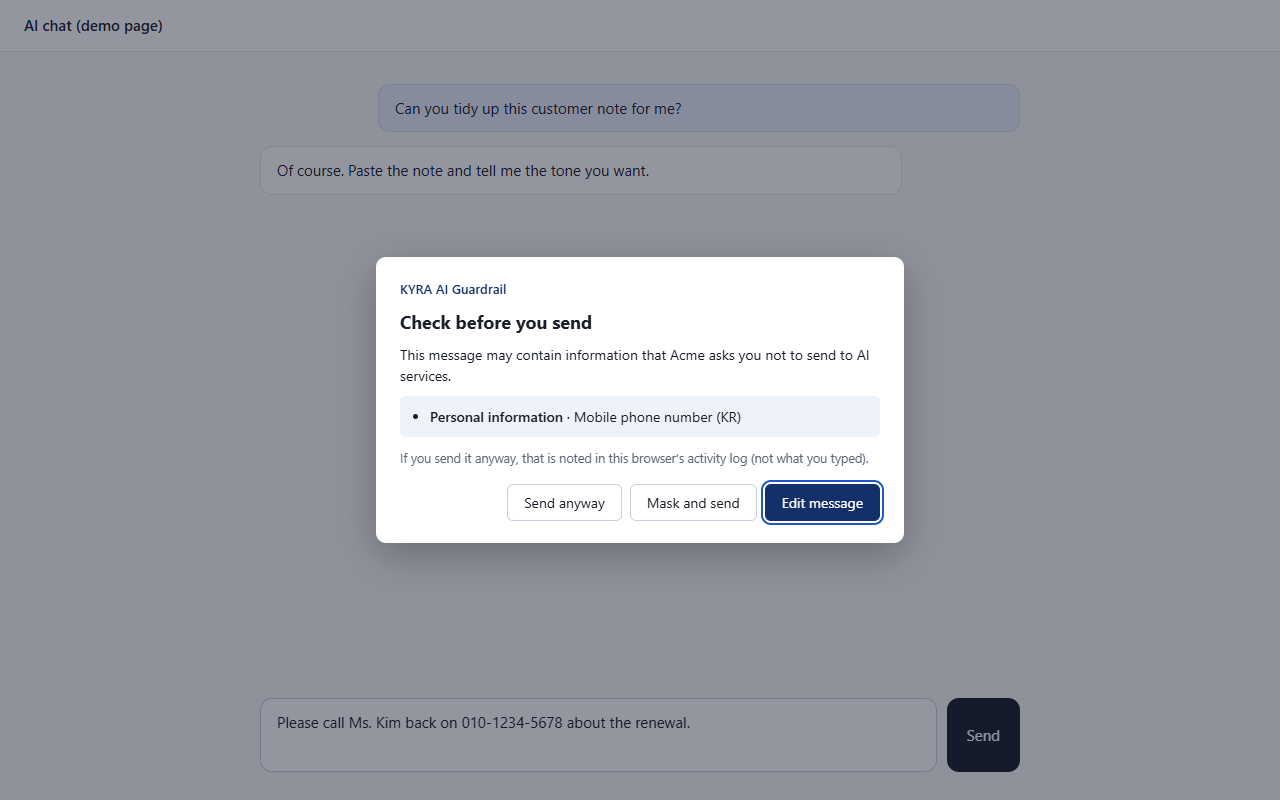 AI chat (demo page)
Can you tidy up this customer note for me?
Of course. Paste the note and tell me the tone you want.
KYRA AI Guardrail
Check before you send
This message may contain information that Acme asks you not to send to AI
services.
• Personal information · Mobile phone number (KR)
If you send it anyway, that is noted in this browser's activity log (not what you typed).
Send anyway
Mask and send
Edit message
Please call Ms. Kim back on 010-1234-5678 about the renewal.
Send